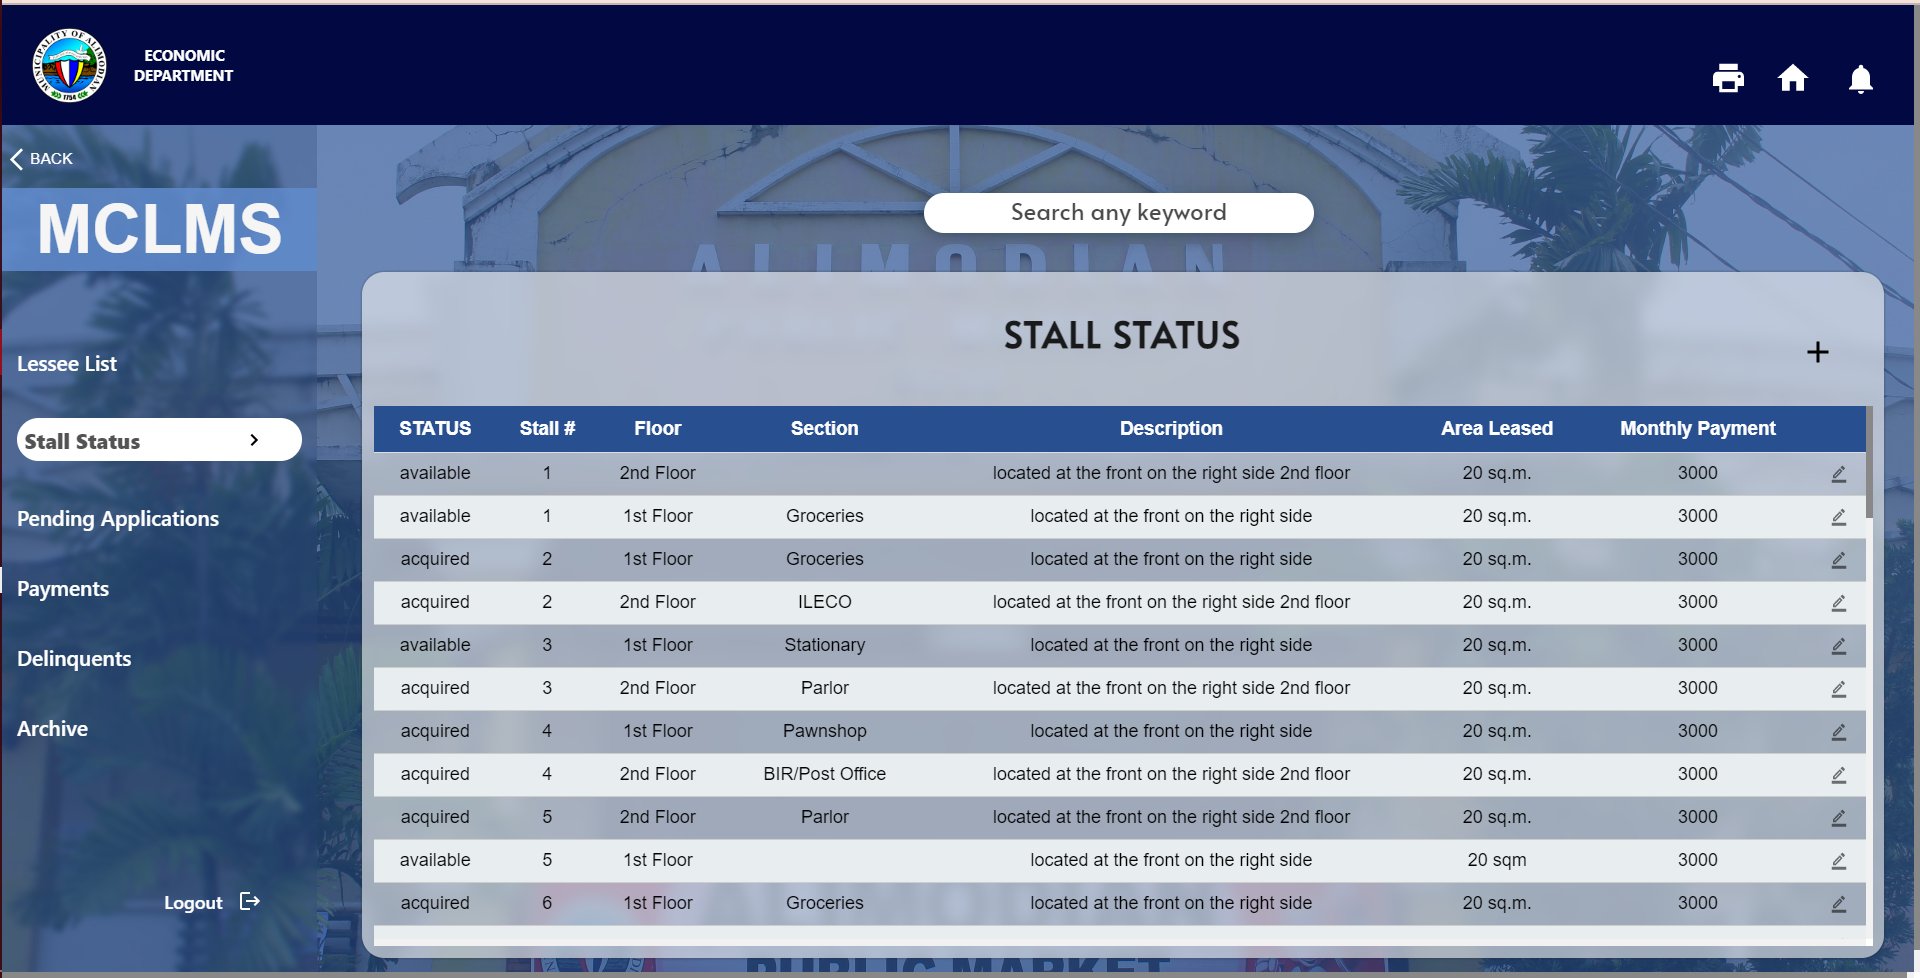 MUNICIPALITY OF ALIMODIAN
1754
ECONOMIC
DEPARTMENT
BACK
MCLMS
Search any keyword
ALIMODIAN
STALL STATUS
Lessee List
Stall Status
Pending Applications
Payments
Delinquents
Archive
Logout
STATUS Stall # Floor Section Description Area Leased Monthly Payment
available 1 2nd Floor located at the front on the right side 2nd floor 20 sq.m. 3000
available 1 1st Floor Groceries located at the front on the right side 20 sq.m. 3000
acquired 2 1st Floor Groceries located at the front on the right side 20 sq.m. 3000
acquired 2 2nd Floor ILECO located at the front on the right side 2nd floor 20 sq.m. 3000
available 3 1st Floor Stationary located at the front on the right side 20 sq.m. 3000
acquired 3 2nd Floor Parlor located at the front on the right side 2nd floor 20 sq.m. 3000
acquired 4 1st Floor Pawnshop located at the front on the right side 20 sq.m. 3000
acquired 4 2nd Floor BIR/Post Office located at the front on the right side 2nd floor 20 sq.m. 3000
acquired 5 2nd Floor Parlor located at the front on the right side 2nd floor 20 sq.m. 3000
available 5 1st Floor located at the front on the right side 20 sqm 3000
acquired 6 1st Floor Groceries located at the front on the right side 20 sq.m. 3000
ALIMODIAN
PUBLIC MARKET